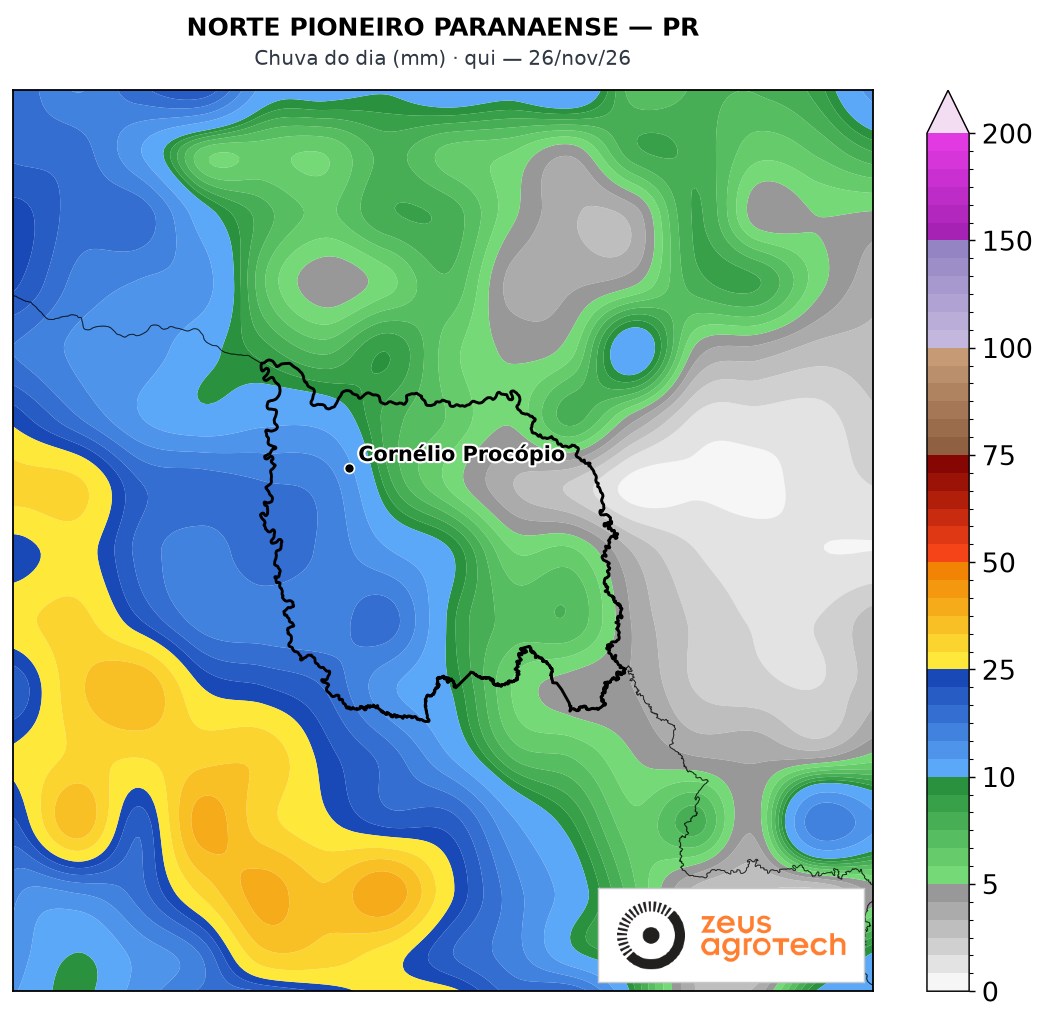 NORTE PIONEIRO PARANAENSE — PR
Chuva do dia (mm) · qui — 26/nov/26
200
150
100
75
50
25
10
5
0
Cornélio Procópio
zeus
agrotech